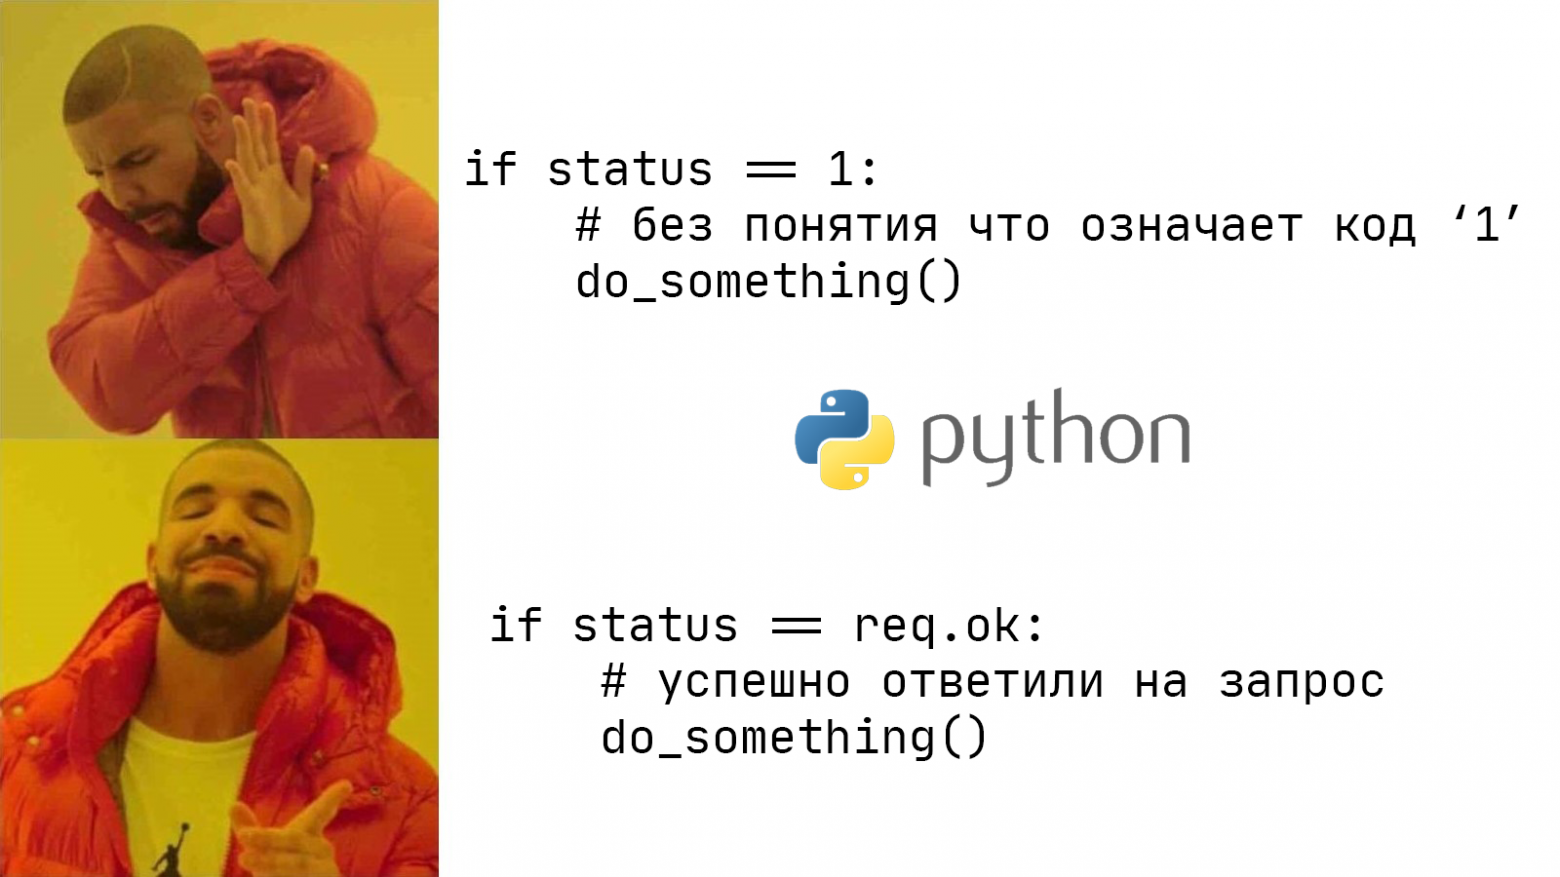 if status == 1:
# без понятия что означает код ‘1’
do_something()
python
if status == req.ok:
# успешно ответили на запрос
do_something()